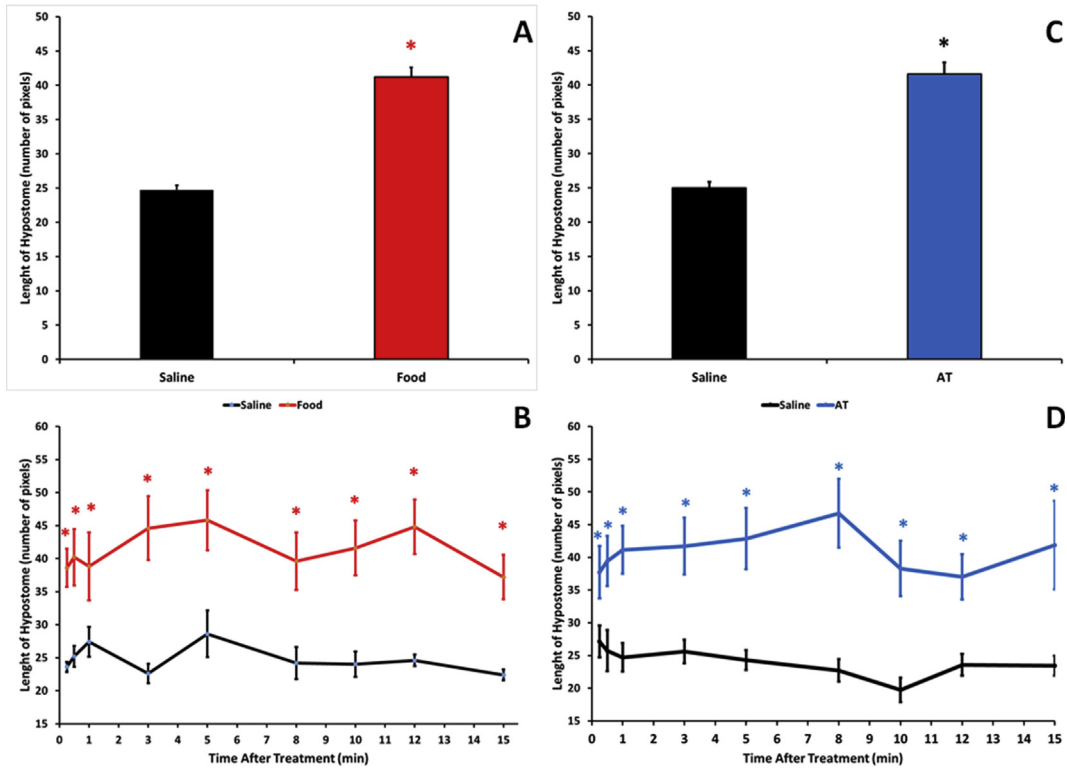 A
Lenght of Hypostome (number of pixels)
50
45
40
35
30
25
20
15
10
5
0
*
Saline Food
C
Lenght of Hypostome (number of pixels)
50
45
40
35
30
25
20
15
10
5
0
*
Saline AT
Saline Food
B
Lenght of Hypostome (number of pixels)
60
55
50
45
40
35
30
25
20
15
* * * * * * * * *
0 1 2 3 4 5 6 7 8 9 10 11 12 13 14 15
Time After Treatment (min)
Saline AT
D
Lenght of Hypostome (number of pixels)
60
55
50
45
40
35
30
25
20
15
* * * * * * * * *
0 1 2 3 4 5 6 7 8 9 10 11 12 13 14 15
Time After Treatment (min)